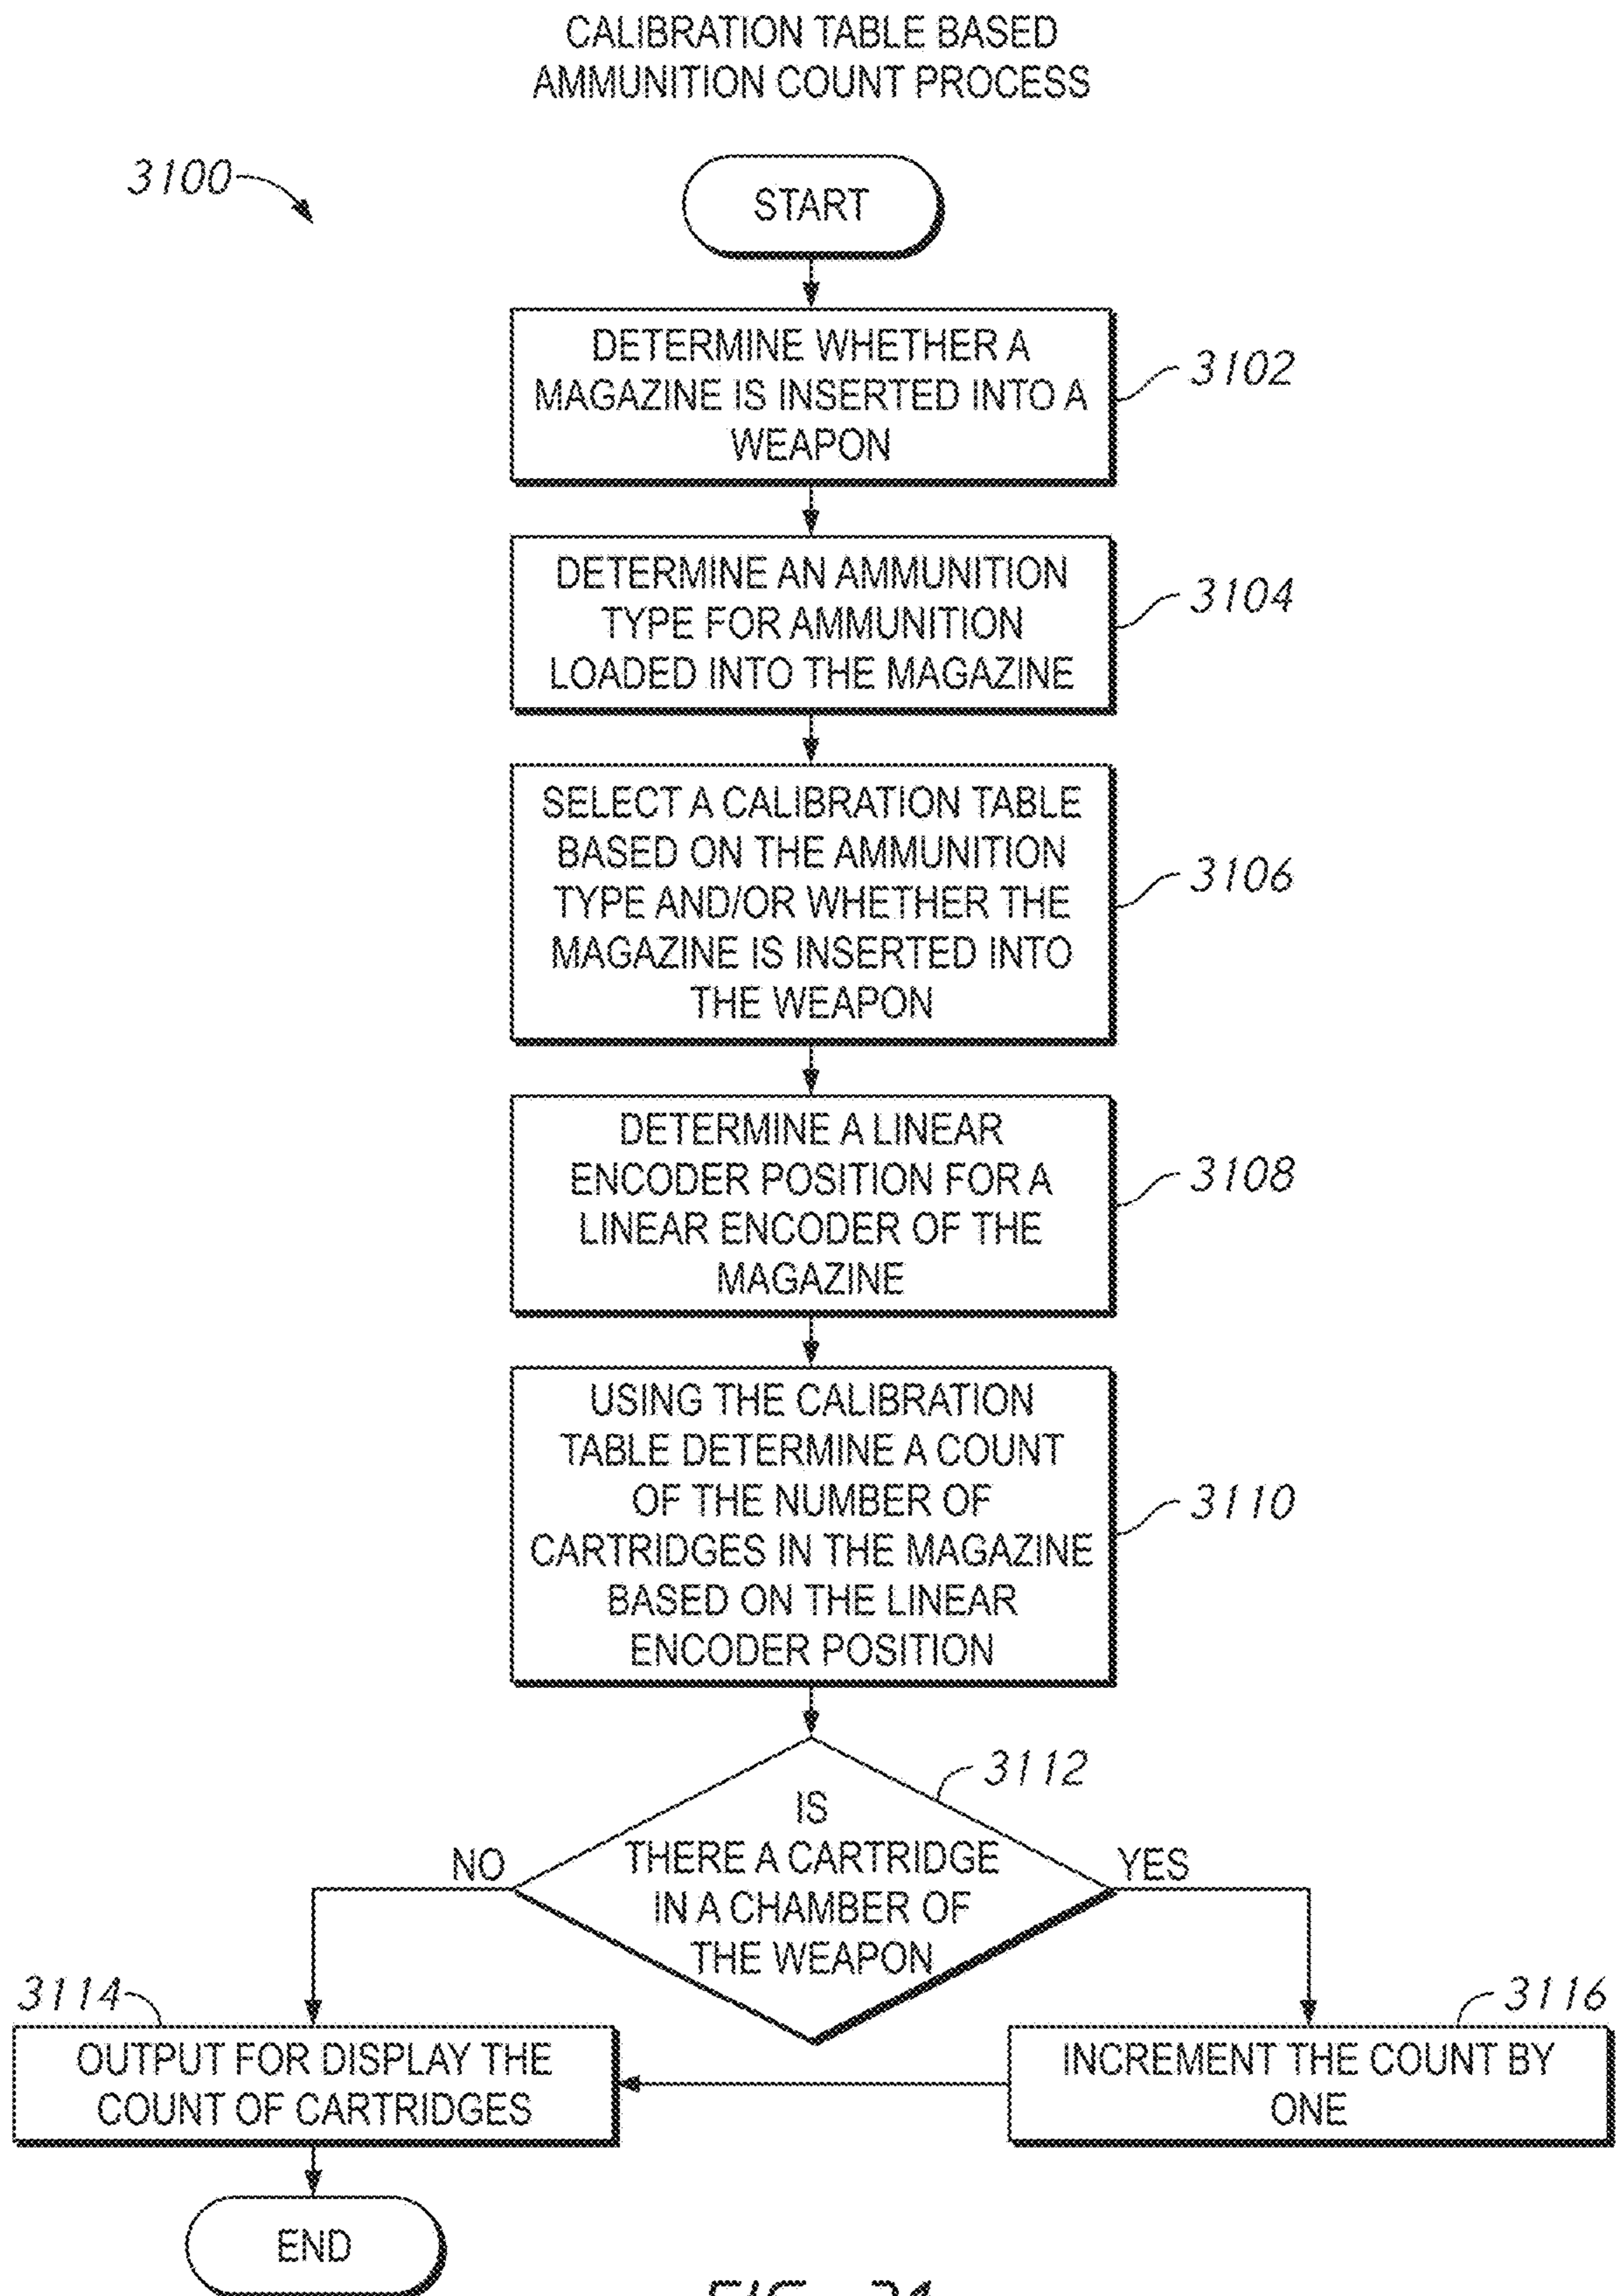 CALIBRATION TABLE BASED
AMMUNITION COUNT PROCESS
3100
START
DETERMINE WHETHER A
MAGAZINE IS INSERTED INTO A
WEAPON
3102
DETERMINE AN AMMUNITION
TYPE FOR AMMUNITION
LOADED INTO THE MAGAZINE
3104
SELECT A CALIBRATION TABLE
BASED ON THE AMMUNITION
TYPE AND/OR WHETHER THE
MAGAZINE IS INSERTED INTO
THE WEAPON
3106
DETERMINE A LINEAR
ENCODER POSITION FOR A
LINEAR ENCODER OF THE
MAGAZINE
3108
USING THE CALIBRATION
TABLE DETERMINE A COUNT
OF THE NUMBER OF
CARTRIDGES IN THE MAGAZINE
BASED ON THE LINEAR
ENCODER POSITION
3110
3112
IS
THERE A CARTRIDGE
IN A CHAMBER OF
THE WEAPON
NO
YES
3114
OUTPUT FOR DISPLAY THE
COUNT OF CARTRIDGES
3116
INCREMENT THE COUNT BY
ONE
END